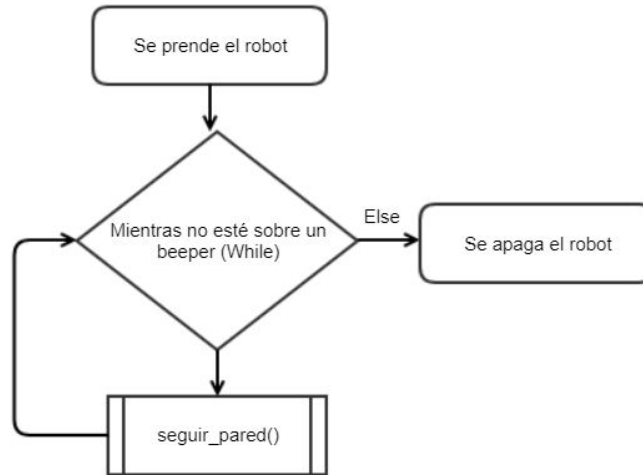 Se prende el robot
Mientras no esté sobre un
beeper (While)
Else
Se apaga el robot
seguir_pared()